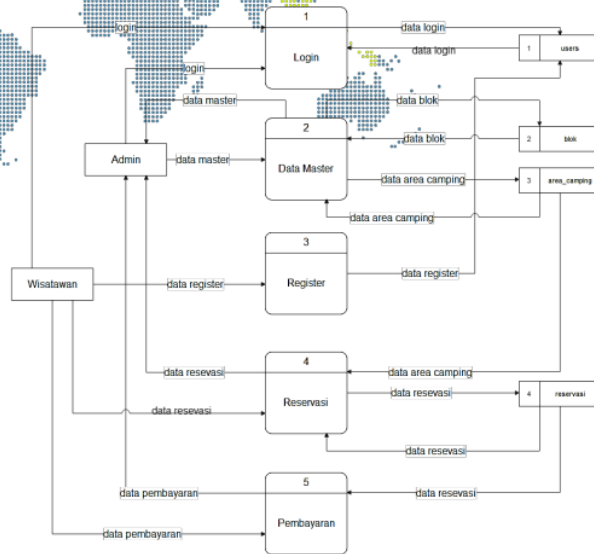 1
login
data login
data login
1 users
Login
login
data master
data blok
2
data blok
2 blok
Admin
data master
Data Master
data area camping
3 area_camping
data area camping
3
Wisatawan
data register
Register
data register
4
data resevasi
data area camping
data resevasi
4 reservasi
data resevasi
Reservasi
data resevasi
5
data pembayaran
data resevasi
data pembayaran
Pembayaran